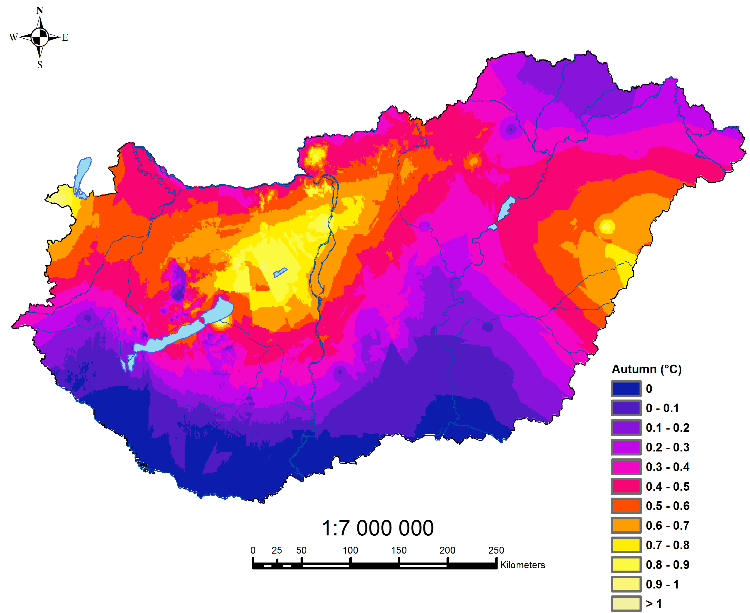 N
W E
S
Autumn (°C)
0
0 - 0.1
0.1 - 0.2
0.2 - 0.3
0.3 - 0.4
0.4 - 0.5
0.5 - 0.6
0.6 - 0.7
0.7 - 0.8
0.8 - 0.9
0.9 - 1
> 1
1:7 000 000
0 25 50 100 150 200 250
Kilometers